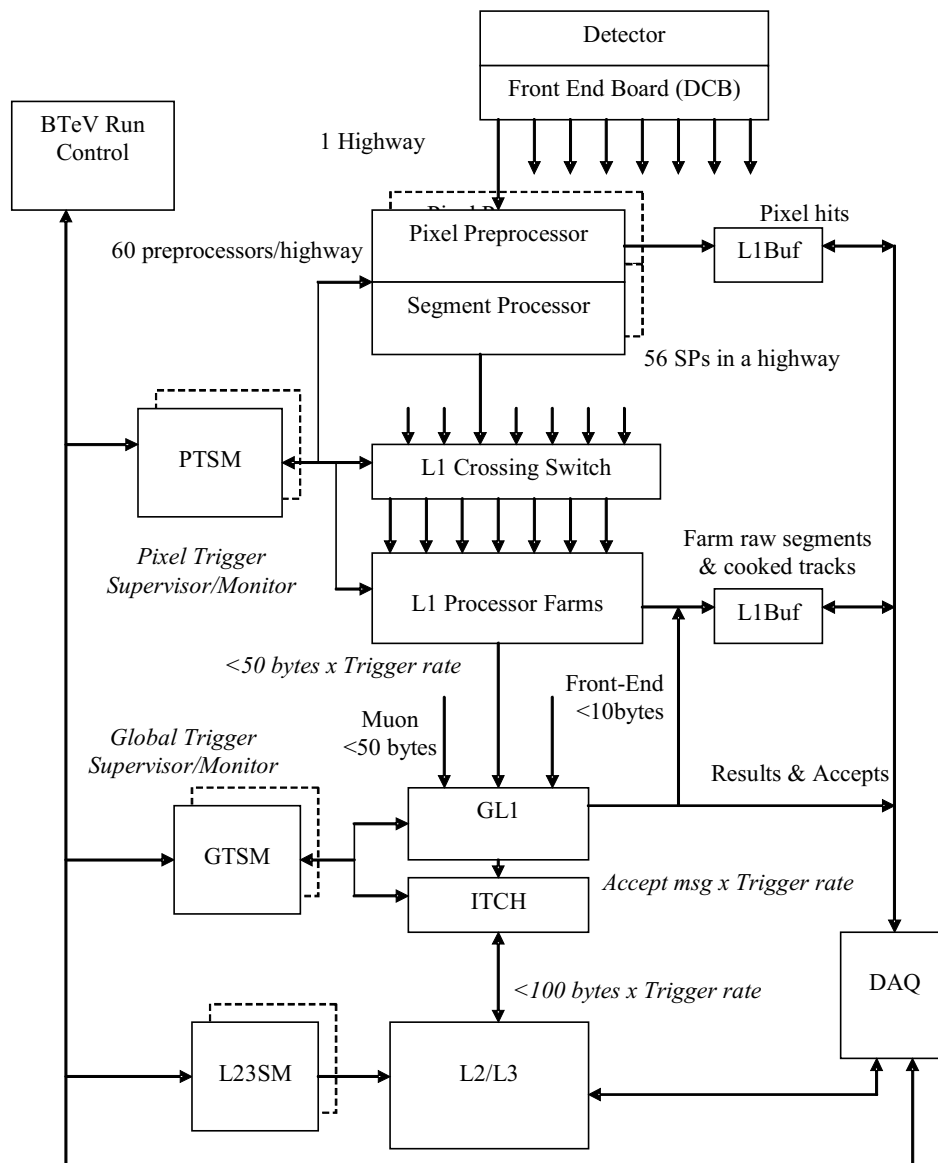 Detector
Front End Board (DCB)
BTeV Run
Control
1 Highway
Pixel hits
Pixel Preprocessor
L1Buf
60 preprocessors/highway
Segment Processor
56 SPs in a highway
PTSM
L1 Crossing Switch
Pixel Trigger
Supervisor/Monitor
Farm raw segments
& cooked tracks
L1 Processor Farms
L1Buf
<50 bytes x Trigger rate
Front-End
<10bytes
Muon
<50 bytes
Global Trigger
Supervisor/Monitor
Results & Accepts
GL1
GTSM
Accept msg x Trigger rate
ITCH
DAQ
<100 bytes x Trigger rate
L23SM
L2/L3